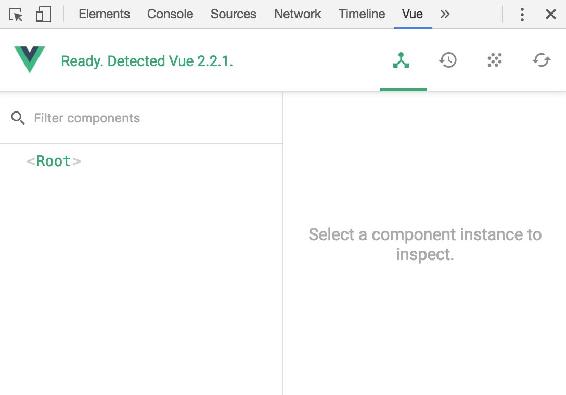 Elements Console Sources Network Timeline Vue »
Ready. Detected Vue 2.2.1.
Filter components
<Root>
Select a component instance to
inspect.